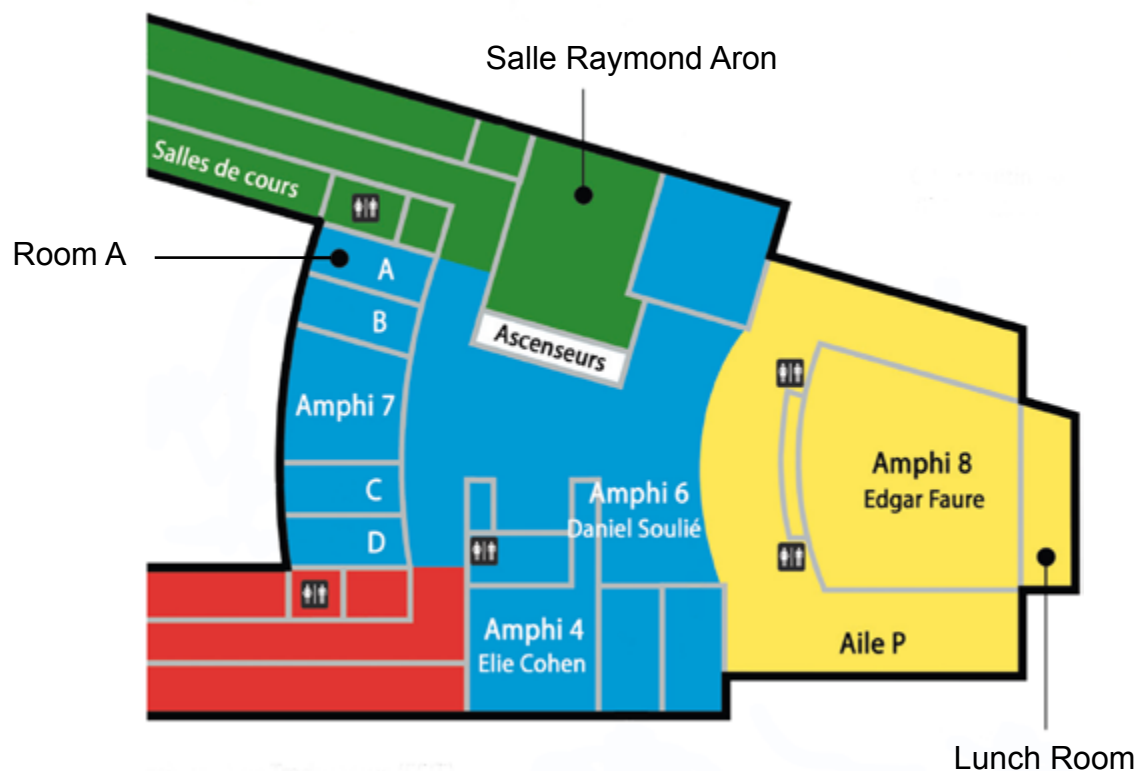 Salle Raymond Aron
Salles de cours
Room A
A
B
Ascenseurs
Amphi 7
C
D
Amphi 6
Daniel Soulié
Amphi 8
Edgar Faure
Amphi 4
Elie Cohen
Aile P
Lunch Room